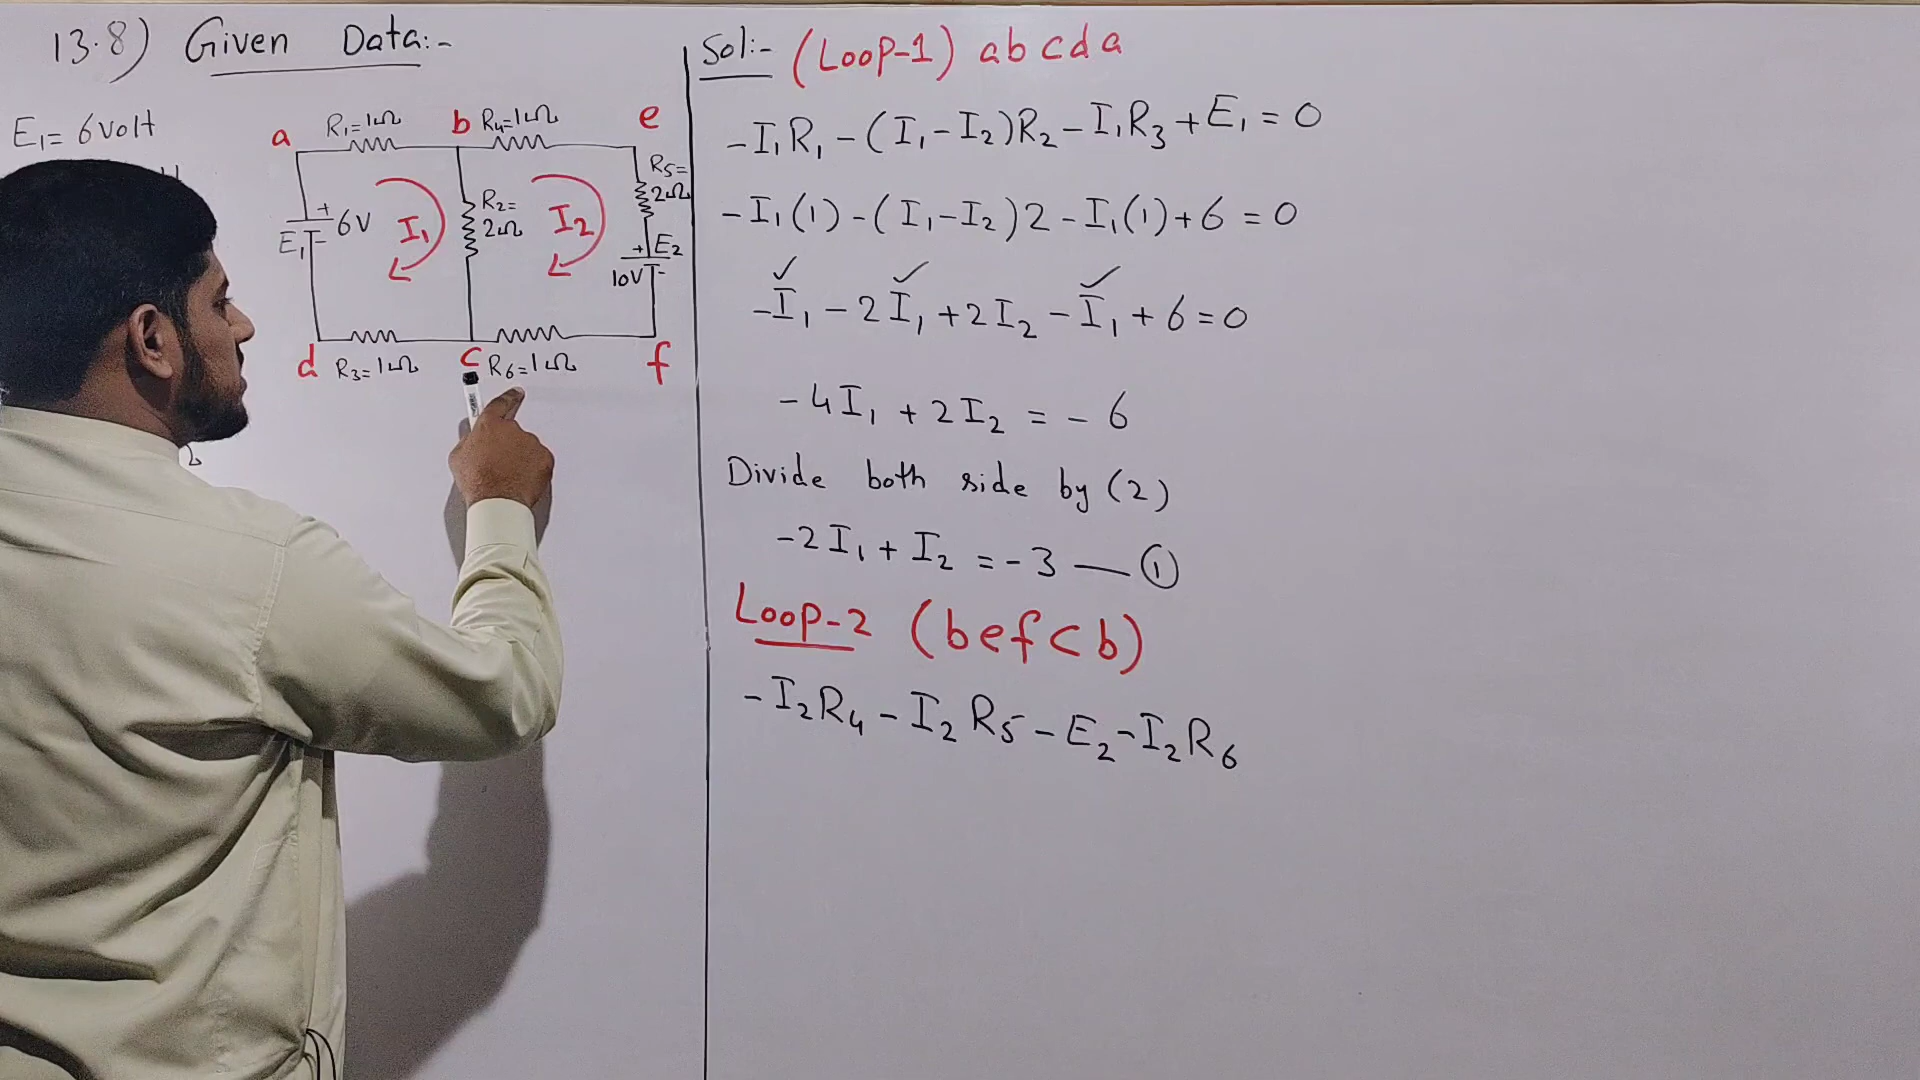 13.8) Given Data:-
E₁= 6volt
a
R₁=1Ω
b
R₄=1Ω
e
R₅=
2Ω
R₂=
2Ω
+
6V
E₁
-
I₁
I₂
+
E₂
10V
-
d
R₃=1Ω
c
R₆=1Ω
f
Sol:- (Loop-1) abcda
-I₁R₁-(I₁-I₂)R₂-I₁R₃+E₁=0
-I₁(1)-(I₁-I₂)2-I₁(1)+6=0
-I₁-2I₁+2I₂-I₁+6=0
-4I₁+2I₂=-6
Divide both side by (2)
-2I₁+I₂=-3 — ①
Loop-2 (befcb)
-I₂R₄-I₂R₅-E₂-I₂R₆